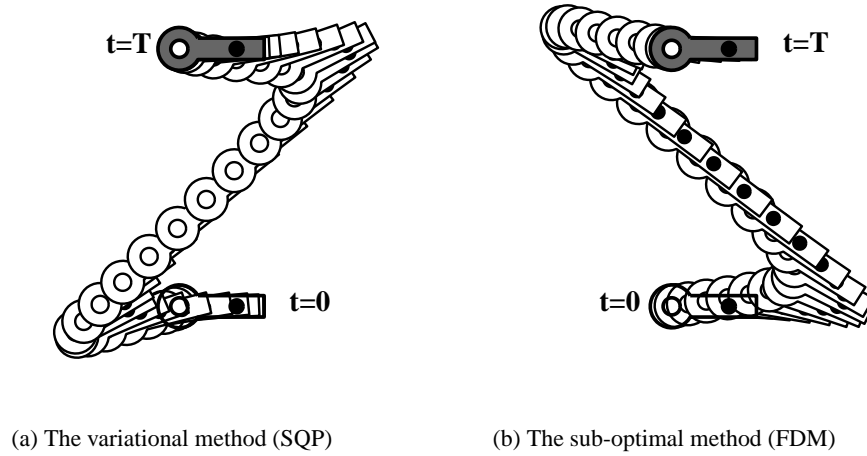 t=T
t=T
t=0
t=0
(a) The variational method (SQP)
(b) The sub-optimal method (FDM)